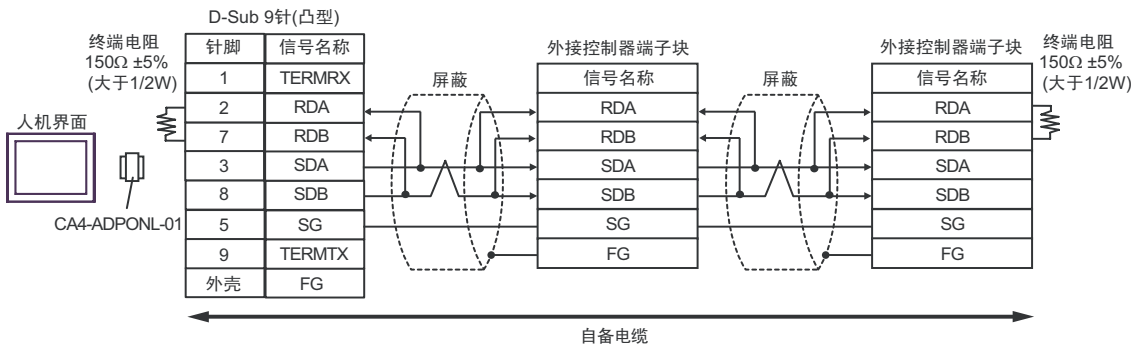 D-Sub 9针(凸型)
终端电阻
150Ω ±5%
(大于1/2W)
人机界面
CA4-ADPONL-01
针脚 信号名称
1 TERMRX
2 RDA
7 RDB
3 SDA
8 SDB
5 SG
9 TERMTX
外壳 FG
屏蔽
外接控制器端子块
信号名称
RDA
RDB
SDA
SDB
SG
FG
屏蔽
外接控制器端子块
信号名称
RDA
RDB
SDA
SDB
SG
FG
终端电阻
150Ω ±5%
(大于1/2W)
自备电缆